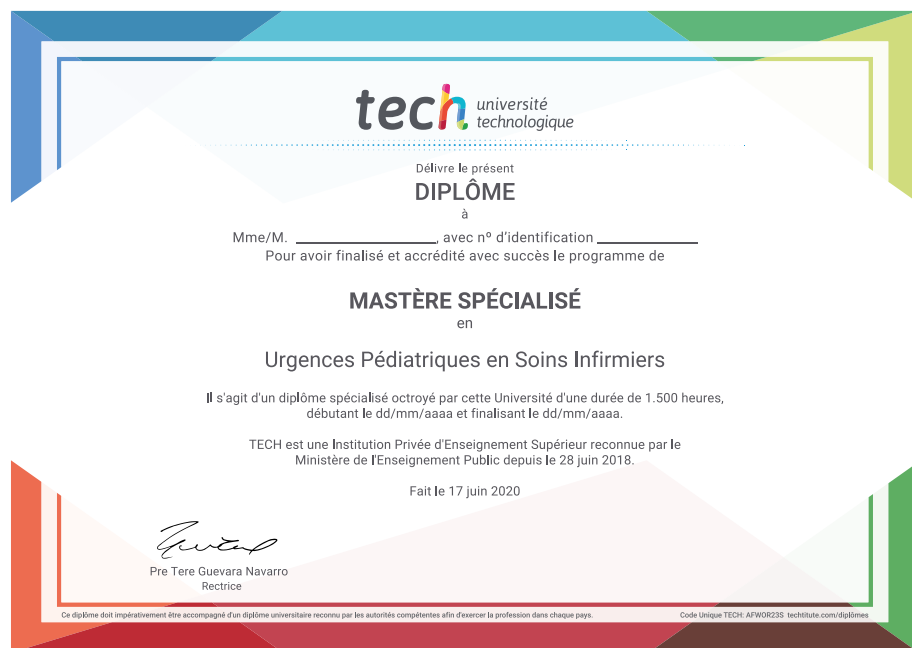 tech université
technologique
Délivre le présent
DIPLÔME
à
Mme/M. ____________, avec nº d'identification ____________
Pour avoir finalisé et accrédité avec succès le programme de
MASTÈRE SPÉCIALISÉ
en
Urgences Pédiatriques en Soins Infirmiers
Il s'agit d'un diplôme spécialisé octroyé par cette Université d'une durée de 1.500 heures,
débutant le dd/mm/aaaa et finalisant le dd/mm/aaaa.
TECH est une Institution Privée d'Enseignement Supérieur reconnue par le
Ministère de l'Enseignement Public depuis le 28 juin 2018.
Fait le 17 juin 2020
Pre Tere Guevara Navarro
Rectrice
Ce diplôme doit impérativement être accompagné d'un diplôme universitaire reconnu par les autorités compétentes afin d'exercer la profession dans chaque pays.
Code Unique TECH: AFWOR23S techtitute.com/diplômes